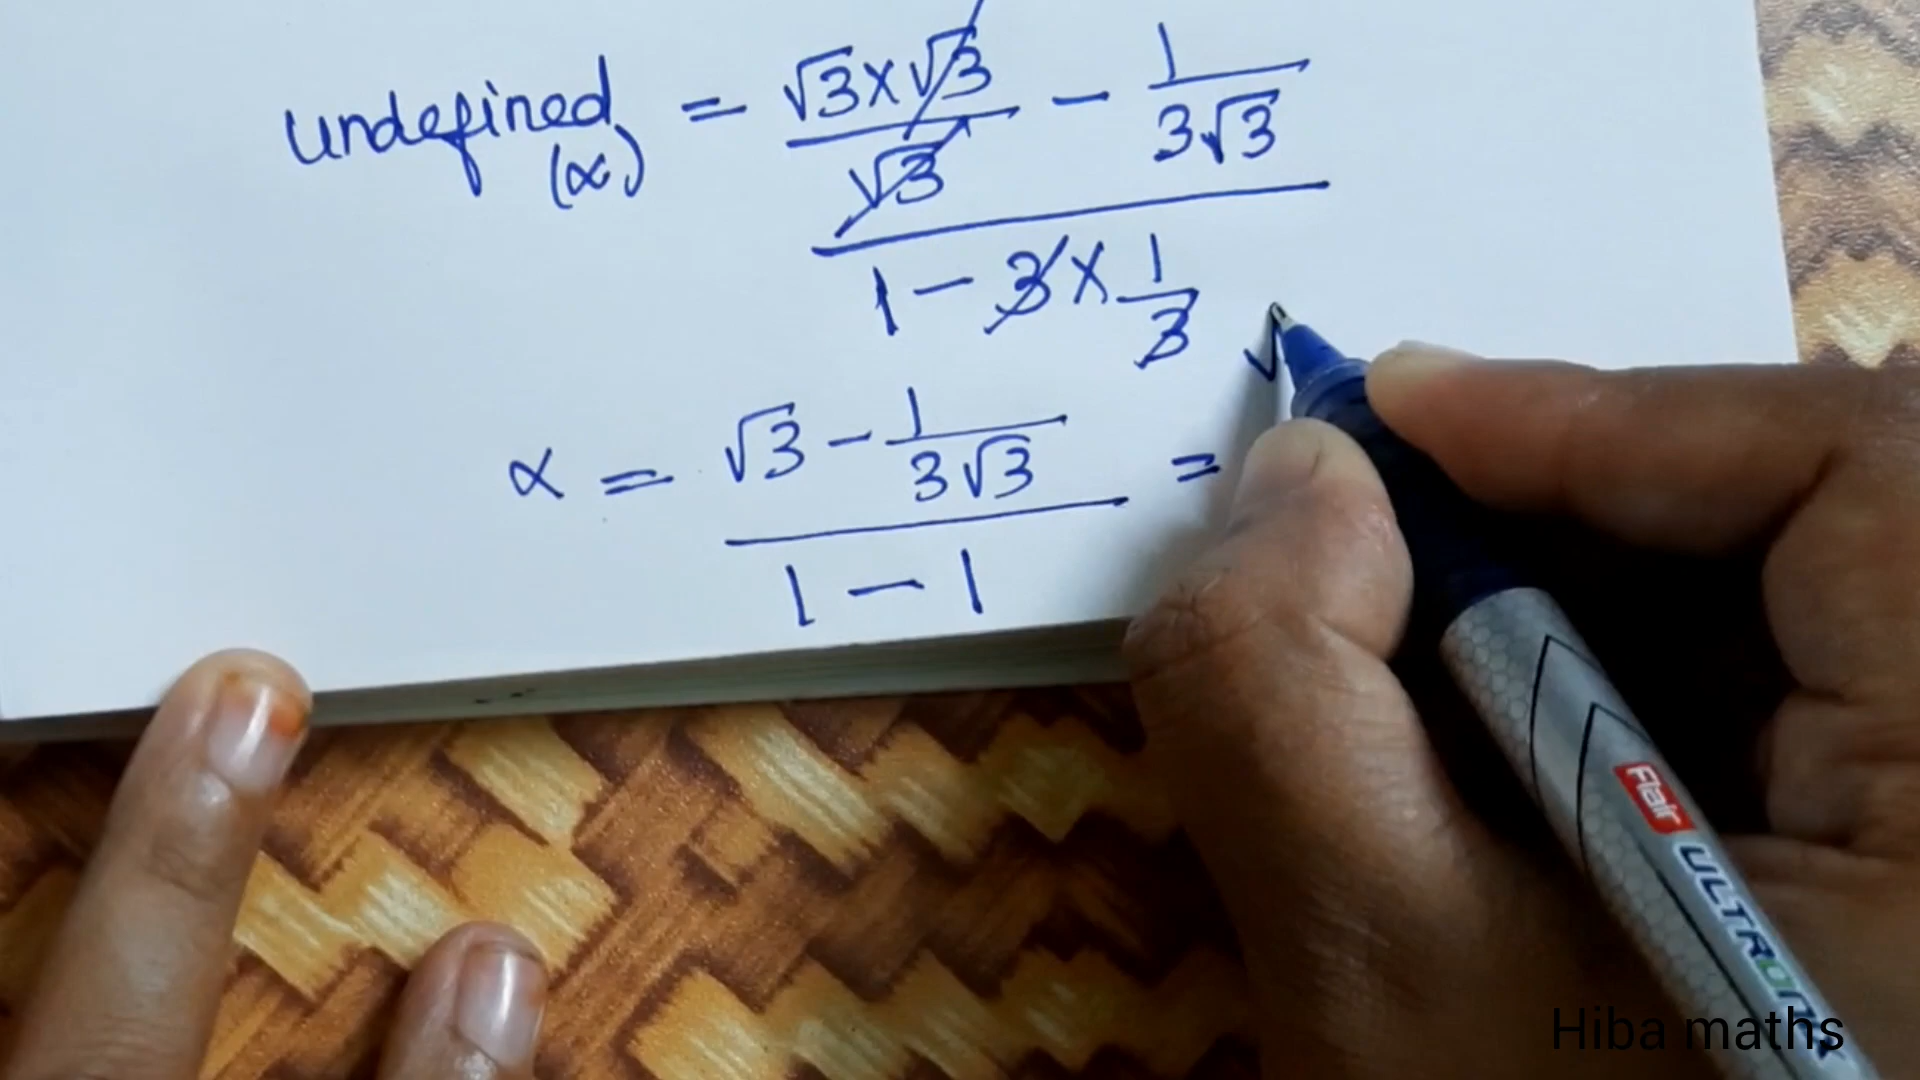 undefined (∝) = √3×√3/√3 − 1/3√3
1 − 3 × 1/3
∝ = √3 − 1/3√3 = √
1 − 1
Flair ULTRON
Hiba maths